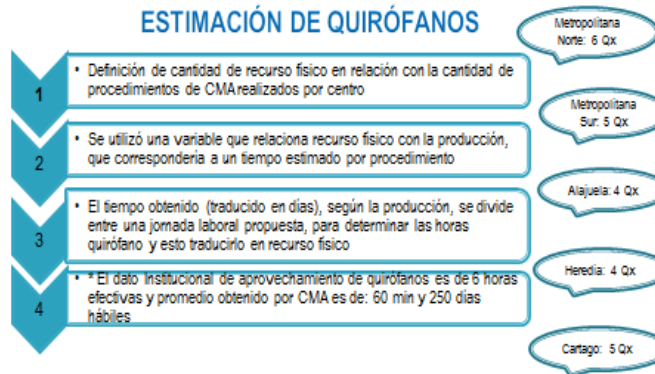 ESTIMACIÓN DE QUIRÓFANOS
Metropolitana
Norte: 6 Qx
1
• Definición de cantidad de recurso físico en relación con la cantidad de
procedimientos de CMA realizados por centro
Metropolitana
Sur: 5 Qx
2
• Se utilizó una variable que relaciona recurso físico con la producción,
que correspondería a un tiempo estimado por procedimiento
Alajuela: 4 Qx
3
• El tiempo obtenido (traducido en días), según la producción, se divide
entre una jornada laboral propuesta, para determinar las horas
quirófano y esto traducirlo en recurso físico
Heredia: 4 Qx
4
• * El dato Institucional de aprovechamiento de quirófanos es de 6 horas
efectivas y promedio obtenido por CMA es de: 60 min y 250 días
hábiles
Cartago: 5 Qx